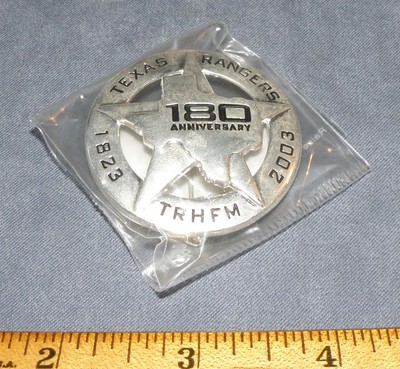 TEXAS RANGERS
180
ANNIVERSARY
1823
2003
TRHFM
2
3
4